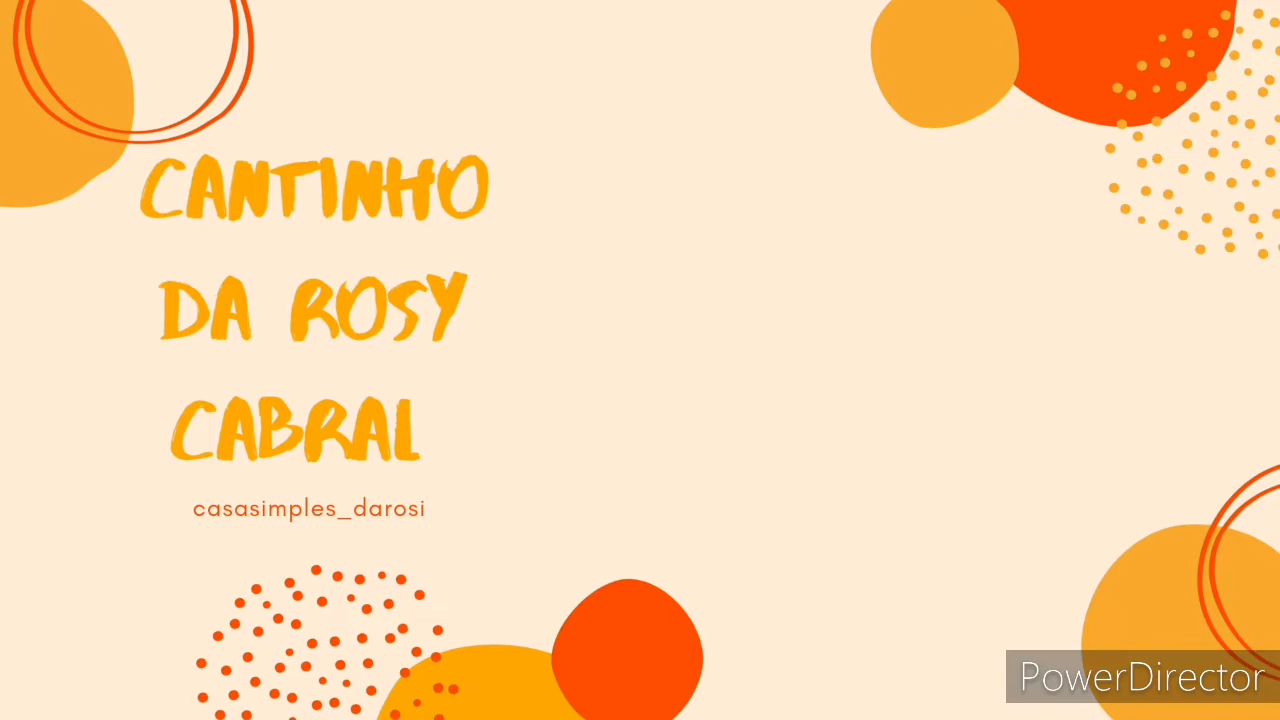 CANTINHO
DA ROSY
CABRAL
casasimples_darosi
PowerDirector